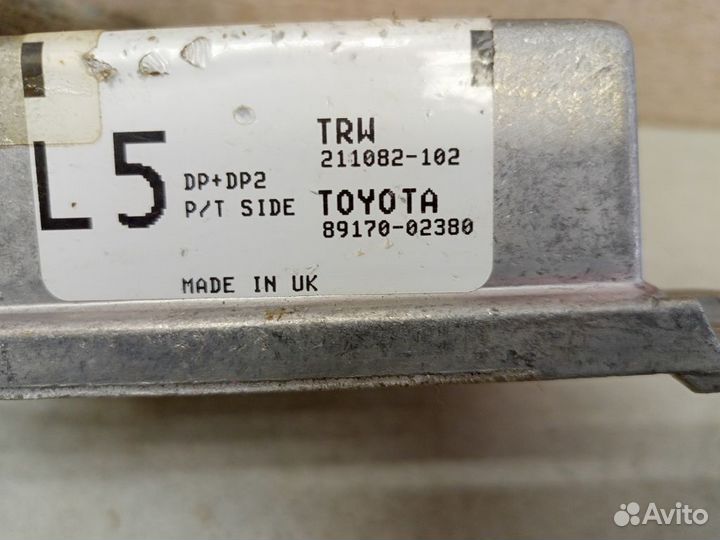 L5
DP+DP2
P/T SIDE
TRW
211082-102
TOYOTA
89170-02380
MADE IN UK
Avito